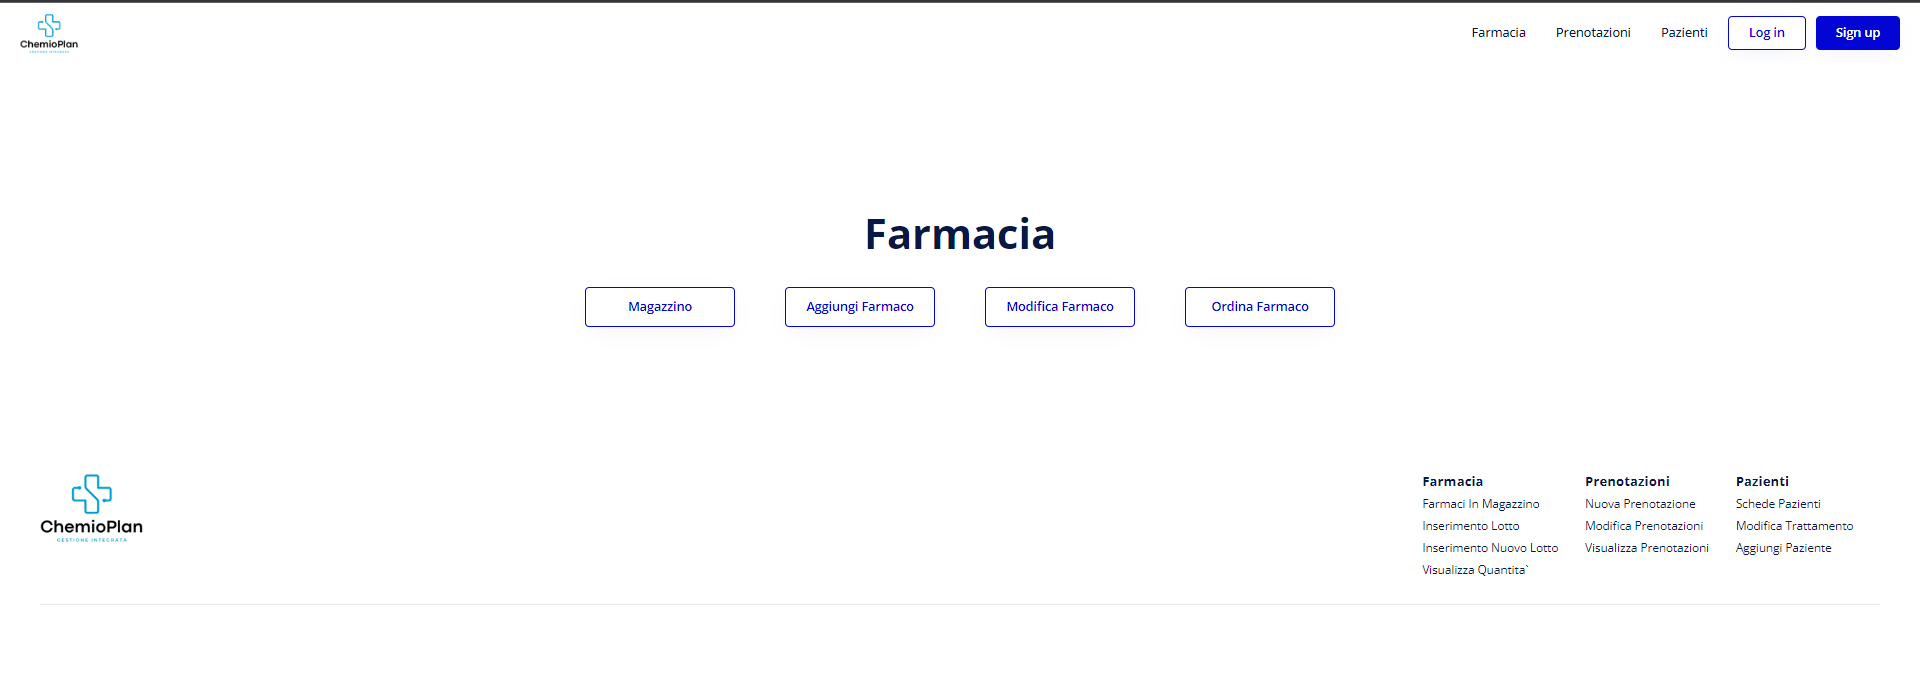 ChemioPlan
GESTIONE INTEGRATA
Farmacia
Prenotazioni
Pazienti
Log in
Sign up
Farmacia
Magazzino
Aggiungi Farmaco
Modifica Farmaco
Ordina Farmaco
ChemioPlan
GESTIONE INTEGRATA
Farmacia
Farmaci In Magazzino
Inserimento Lotto
Inserimento Nuovo Lotto
Visualizza Quantita`
Prenotazioni
Nuova Prenotazione
Modifica Prenotazioni
Visualizza Prenotazioni
Pazienti
Schede Pazienti
Modifica Trattamento
Aggiungi Paziente